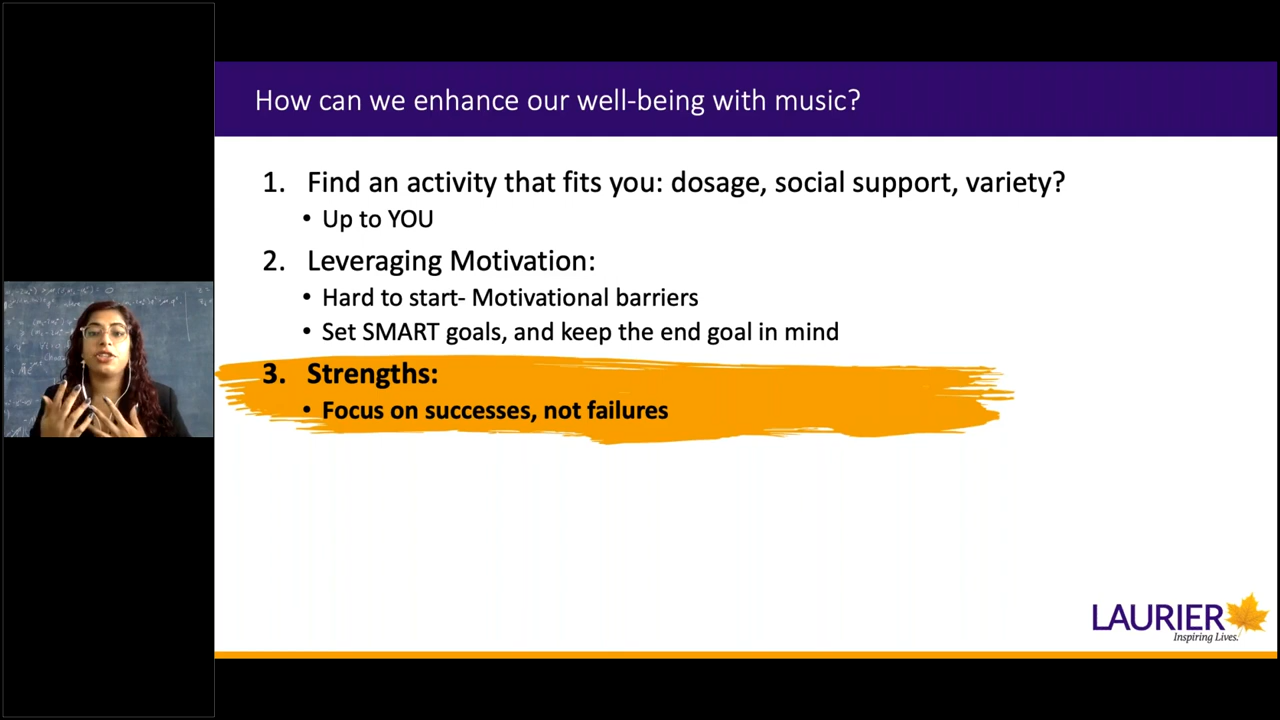 How can we enhance our well-being with music?
1. Find an activity that fits you: dosage, social support, variety?
• Up to YOU
2. Leveraging Motivation:
• Hard to start- Motivational barriers
• Set SMART goals, and keep the end goal in mind
3. Strengths:
• Focus on successes, not failures
LAURIER
Inspiring Lives.